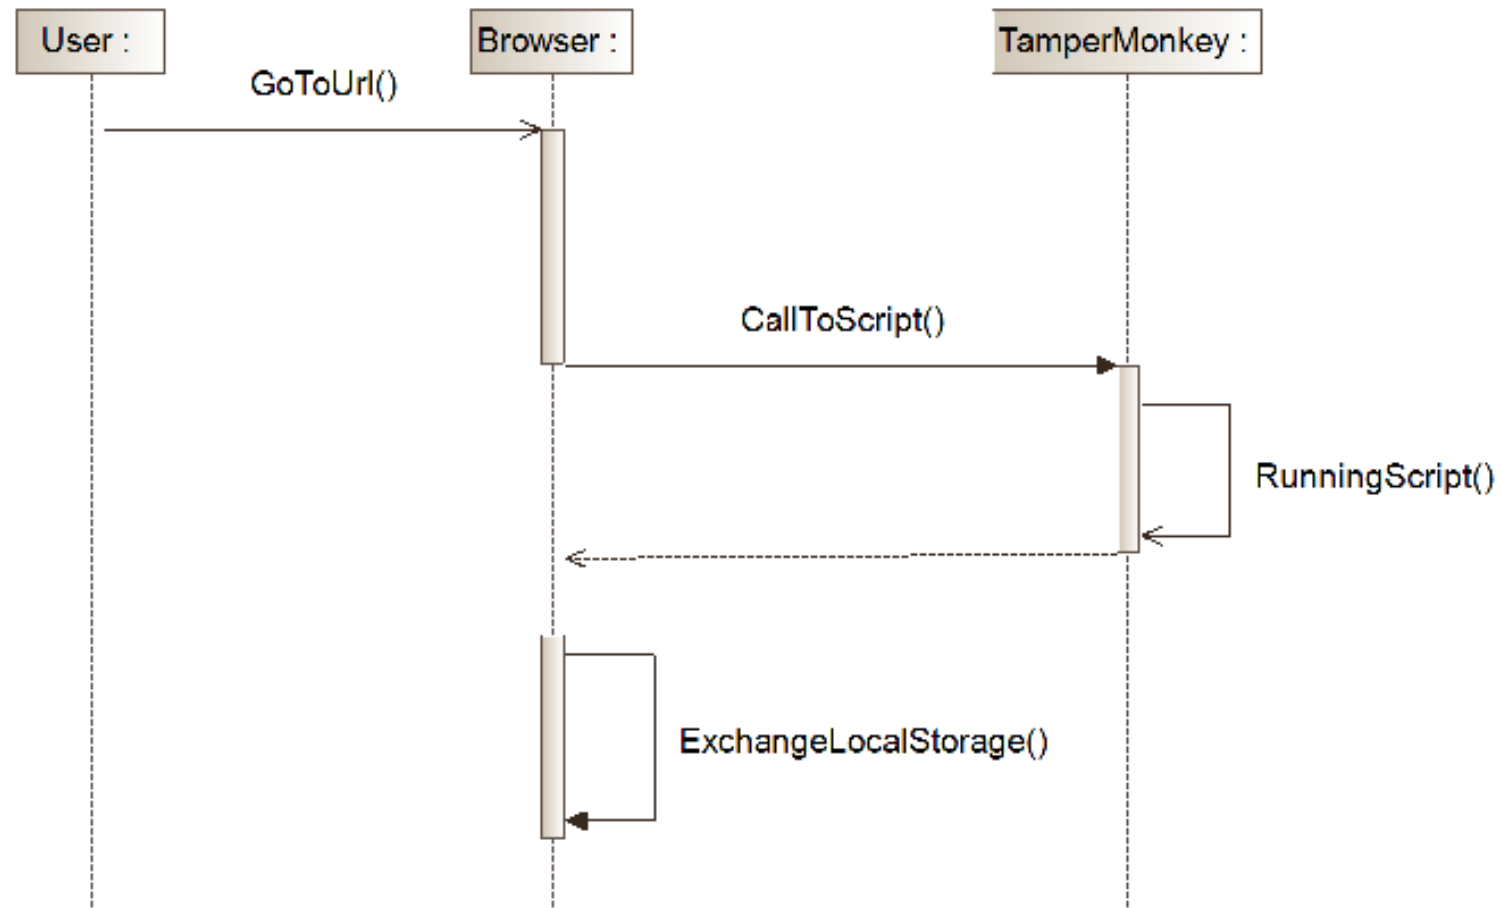 User :
Browser :
TamperMonkey :
GoToUrl()
CallToScript()
RunningScript()
ExchangeLocalStorage()